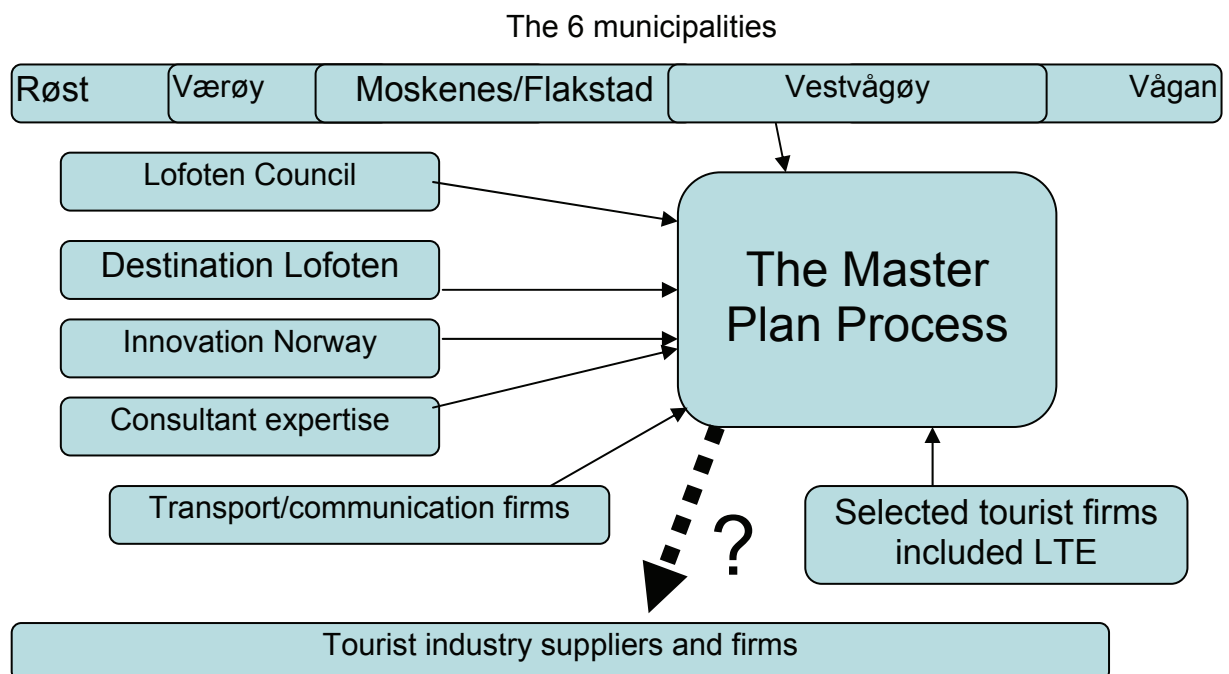 The 6 municipalities
Røst Værøy Moskenes/Flakstad Vestvågøy Vågan
Lofoten Council
Destination Lofoten
Innovation Norway
Consultant expertise
Transport/communication firms
The Master
Plan Process
Selected tourist firms
included LTE
?
Tourist industry suppliers and firms